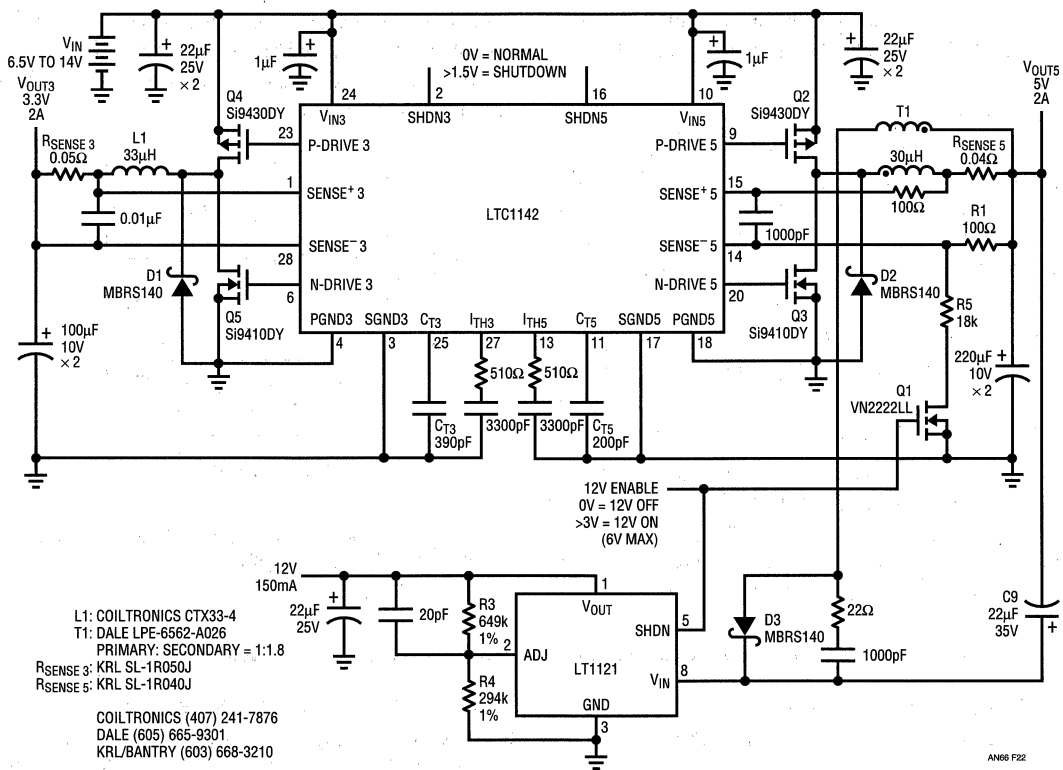 VIN
6.5V TO 14V
22µF
25V
× 2
1µF
0V = NORMAL
>1.5V = SHUTDOWN
1µF
22µF
25V
× 2
VOUT3
3.3V
2A
VOUT5
5V
2A
Q4
Si9430DY
24
2
16
10
Q2
Si9430DY
T1
VIN3
SHDN3
SHDN5
VIN5
RSENSE 3
0.05Ω
L1
33µH
23
P-DRIVE 3
P-DRIVE 5
9
30µH
RSENSE 5
0.04Ω
1
SENSE+ 3
SENSE+ 5
15
100Ω
0.01µF
LTC1142
1000pF
R1
100Ω
SENSE– 3
SENSE– 5
28
14
D1
MBRS140
N-DRIVE 3
N-DRIVE 5
6
20
D2
MBRS140
Q5
Si9410DY
Q3
Si9410DY
R5
18k
PGND3
SGND3
CT3
ITH3
ITH5
CT5
SGND5
PGND5
4
3
25
27
13
11
17
18
100µF
10V
× 2
510Ω
510Ω
220µF
10V
× 2
Q1
VN2222LL
CT3
390pF
3300pF
3300pF
CT5
200pF
12V ENABLE
0V = 12V OFF
>3V = 12V ON
(6V MAX)
12V
150mA
1
VOUT
22µF
25V
20pF
R3
649k
1%
SHDN
5
D3
MBRS140
22Ω
C9
22µF
35V
2
ADJ
LT1121
1000pF
R4
294k
1%
VIN
8
GND
3
L1: COILTRONICS CTX33-4
T1: DALE LPE-6562-A026
PRIMARY: SECONDARY = 1:1.8
RSENSE 3: KRL SL-1R050J
RSENSE 5: KRL SL-1R040J
COILTRONICS (407) 241-7876
DALE (605) 665-9301
KRL/BANTRY (603) 668-3210
AN66 F22